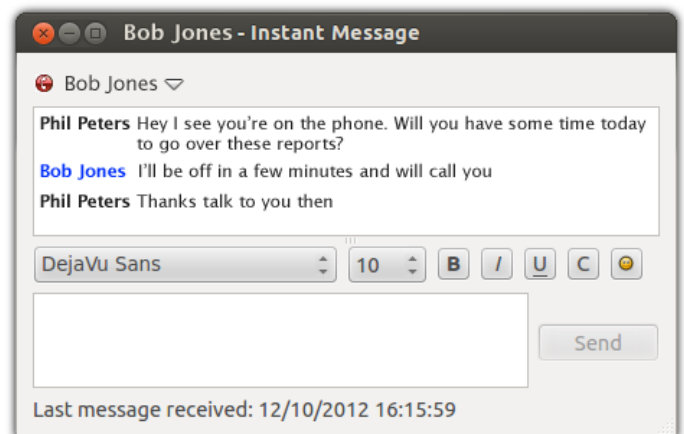 Bob Jones - Instant Message
Bob Jones
Phil Peters Hey I see you're on the phone. Will you have some time today
to go over these reports?
Bob Jones I'll be off in a few minutes and will call you
Phil Peters Thanks talk to you then
DejaVu Sans 10 B I U C
Send
Last message received: 12/10/2012 16:15:59